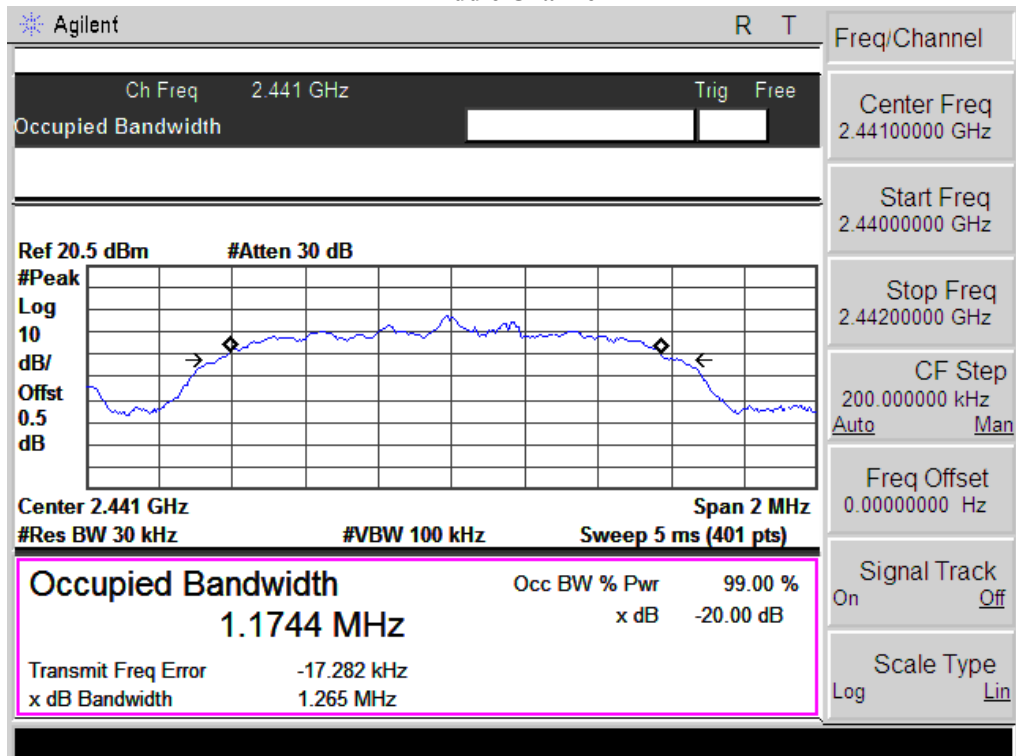 Agilent R T
Ch Freq 2.441 GHz Trig Free
Occupied Bandwidth
Ref 20.5 dBm #Atten 30 dB
#Peak
Log
10
dB/
Offst
0.5
dB
Center 2.441 GHz Span 2 MHz
#Res BW 30 kHz #VBW 100 kHz Sweep 5 ms (401 pts)
Occupied Bandwidth
1.1744 MHz
Occ BW % Pwr 99.00 %
x dB -20.00 dB
Transmit Freq Error -17.282 kHz
x dB Bandwidth 1.265 MHz
Freq/Channel
Center Freq
2.44100000 GHz
Start Freq
2.44000000 GHz
Stop Freq
2.44200000 GHz
CF Step
200.000000 kHz
Auto Man
Freq Offset
0.00000000 Hz
Signal Track
On Off
Scale Type
Log Lin